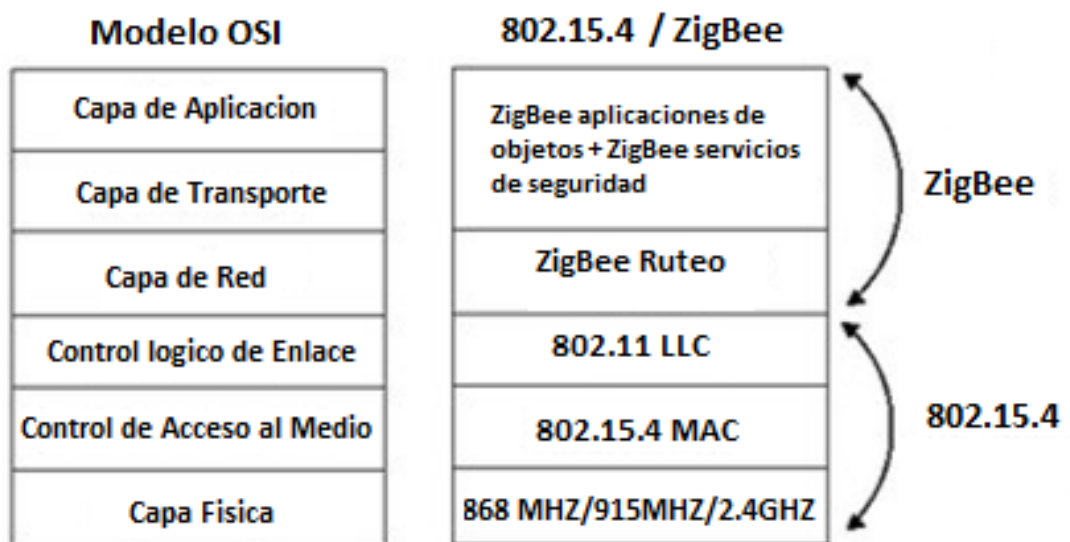 Modelo OSI
Capa de Aplicacion
Capa de Transporte
Capa de Red
Control logico de Enlace
Control de Acceso al Medio
Capa Fisica
802.15.4 / ZigBee
ZigBee aplicaciones de
objetos + ZigBee servicios
de seguridad
ZigBee Ruteo
802.11 LLC
802.15.4 MAC
868 MHZ/915MHZ/2.4GHZ
ZigBee
802.15.4